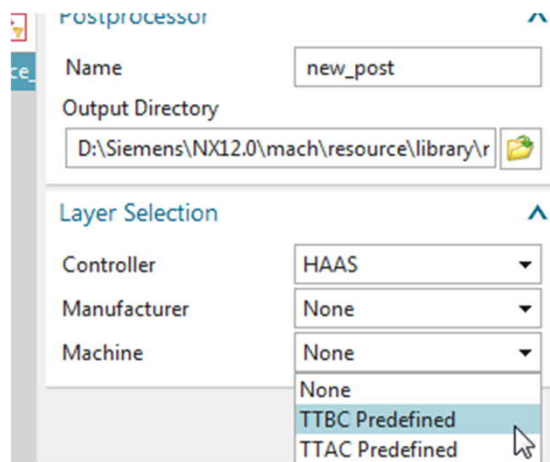 Postprocessor
ce_
Name new_post
Output Directory
D:\Siemens\NX12.0\mach\resource\library\r
Layer Selection
Controller HAAS
Manufacturer None
Machine None
None
TTBC Predefined
TTAC Predefined